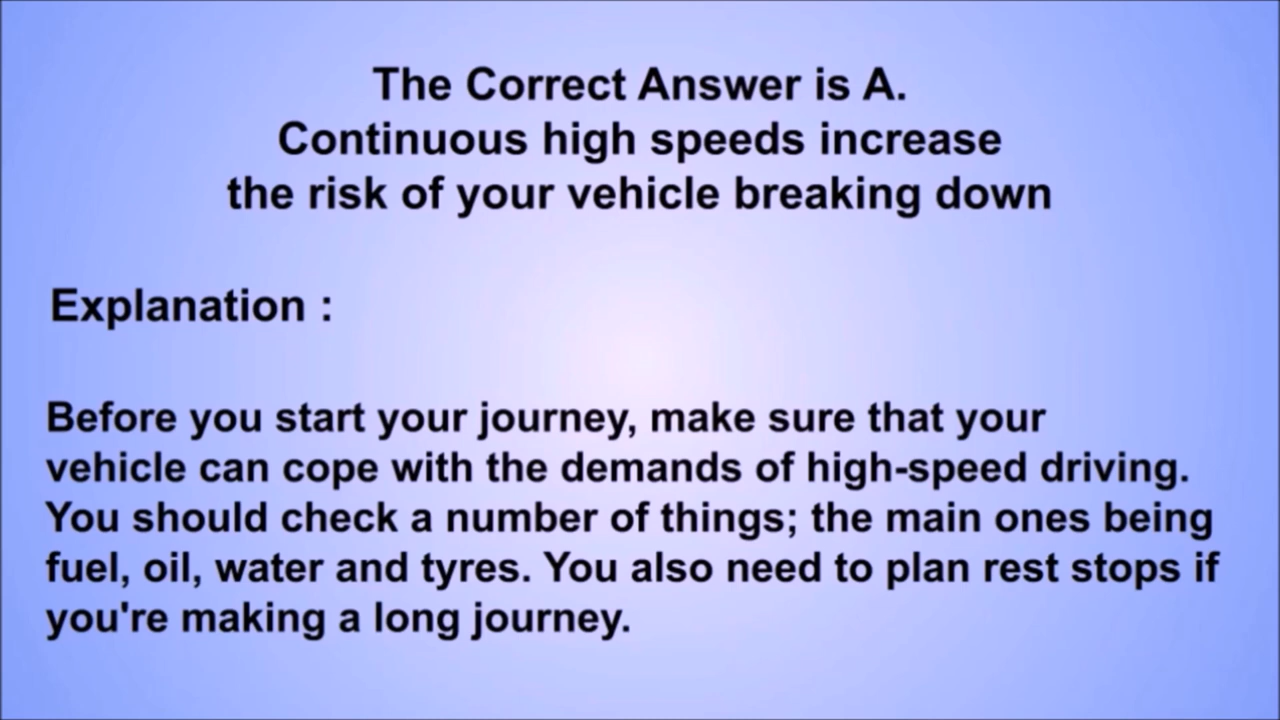 The Correct Answer is A.
Continuous high speeds increase
the risk of your vehicle breaking down
Explanation :
Before you start your journey, make sure that your
vehicle can cope with the demands of high-speed driving.
You should check a number of things; the main ones being
fuel, oil, water and tyres. You also need to plan rest stops if
you're making a long journey.